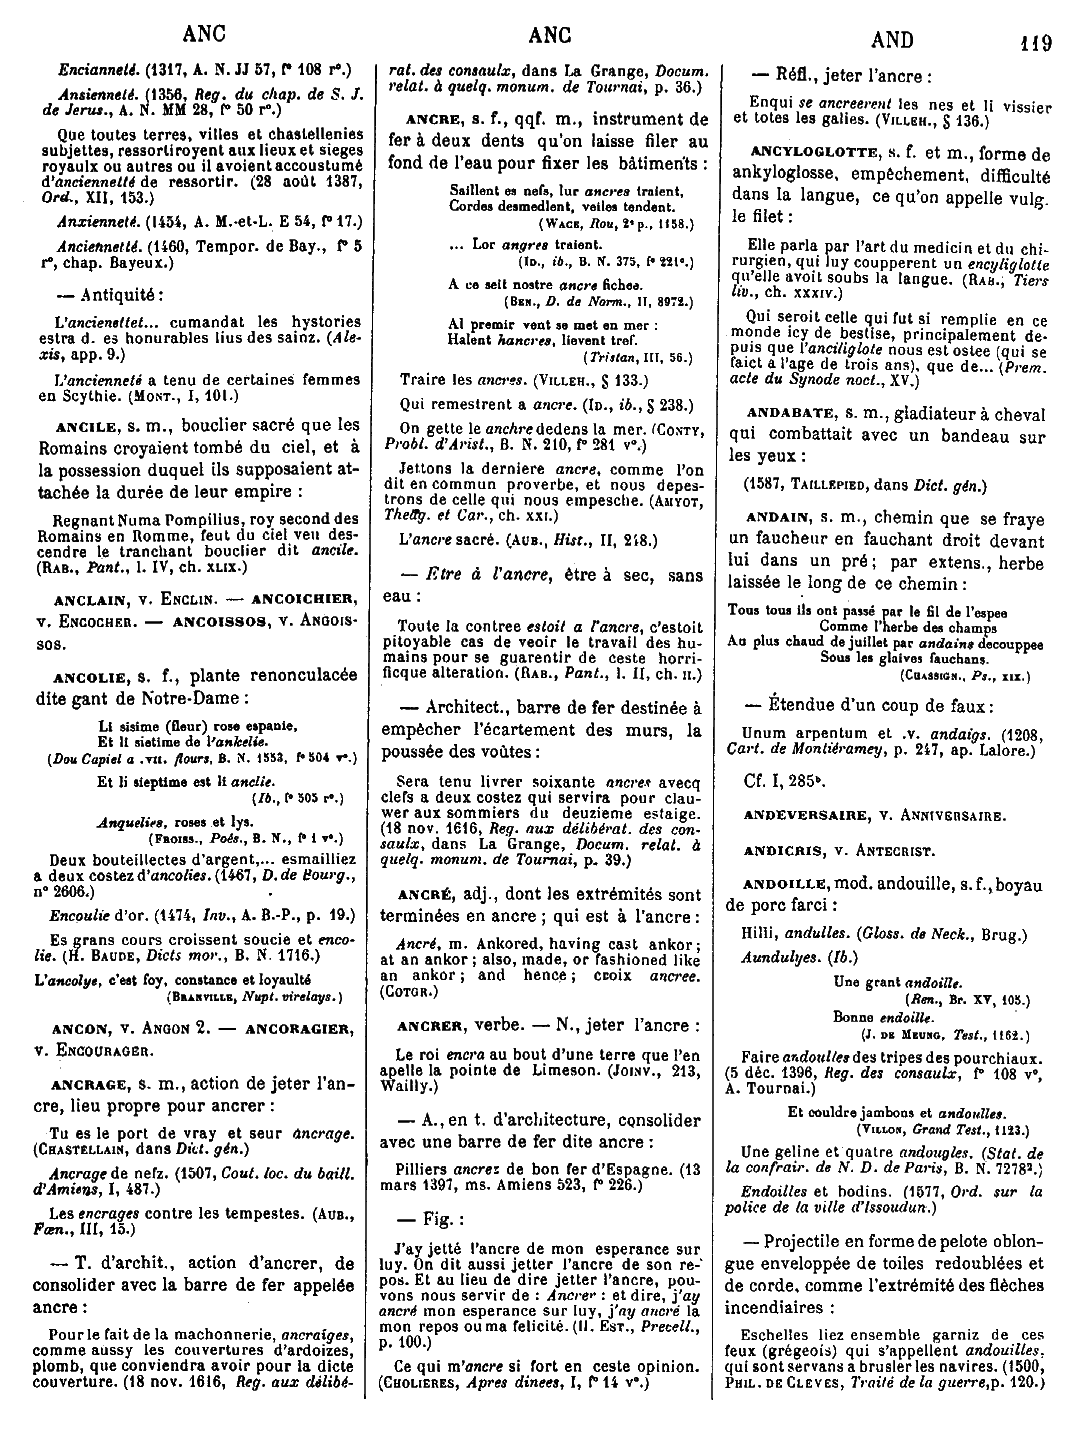 ANC
ANC
AND
119
Encianneté. (1317, A. N. JJ 57, f° 108 r°.)
Ansienneté. (1356, Reg. du chap. de S. J.
de Jerus., A. N. MM 28, f° 50 r°.)
Que toutes terres, villes et chastellenies
subjettes, ressortiroyent aux lieux et sieges
royaulx ou autres ou il avoient accoustumé
d'ancienneté de ressortir. (28 août 1387,
Ord., XII, 153.)
Anxienneté. (1454, A. M.-et-L. E 54, f° 17.)
Anciennetté. (1460, Tempor. de Bay., f° 5
r°, chap. Bayeux.)
— Antiquité :
L'ancienettet... cumandat les hystories
estra d. es honurables lius des sainz. (Ale-
xis, app. 9.)
L'ancienneté a tenu de certaines femmes
en Scythie. (MONT., I, 101.)
ANCILE, s. m., bouclier sacré que les
Romains croyaient tombé du ciel, et à
la possession duquel ils supposaient at-
tachée la durée de leur empire :
Regnant Numa Pompilius, roy second des
Romains en Romme, feut du ciel veu des-
cendre le tranchant bouclier dit ancile.
(RAB., Pant., l. IV, ch. XLIX.)
ANCLAIN, v. ENCLIN. — ANCOICHIER,
v. ENCOCHER. — ANCOISSOS, v. ANGOIS-
SOS.
ANCOLIE, s. f., plante renonculacée
dite gant de Notre-Dame :
Li sisime (fleur) rose espanie,
Et li sietime de l'ankelie.
(Dou Capiel a .VII. flours, B. N. 1553, f° 504 v°.)
Et li sieptime est li anclie.
(Ib., f° 505 r°.)
Anquelies, roses et lys.
(FROISS., Poés., B. N., f° 1 v°.)
Deux bouteillectes d'argent,... esmailliez
a deux costez d'ancolies. (1467, D. de Bourg.,
n° 2606.)
Encoulie d'or. (1474, Inv., A. B.-P., p. 19.)
Es grans cours croissent soucie et enco-
lie. (H. BAUDE, Dicts mor., B. N. 1716.)
L'ancolye, c'est foy, constance et loyaulté
(BRANVILLE, Nupt. virelays.)
ANCON, v. ANGON 2. — ANCORAGIER,
v. ENCOURAGER.
ANCRAGE, s. m., action de jeter l'an-
cre, lieu propre pour ancrer :
Tu es le port de vray et seur ancrage.
(CHASTELLAIN, dans Dict. gén.)
Ancrage de nefz. (1507, Cout. loc. du baill.
d'Amiens, I, 487.)
Les encrages contre les tempestes. (AUB.,
Fæn., III, 15.)
— T. d'archit., action d'ancrer, de
consolider avec la barre de fer appelée
ancre :
Pour le fait de la machonnerie, ancraiges,
comme aussy les couvertures d'ardoizes,
plomb, que conviendra avoir pour la dicte
couverture. (18 nov. 1616, Reg. aux délibé-
rat. des consaulx, dans La Grange, Docum.
relat. à quelq. monum. de Tournai, p. 36.)
ANCRE, s. f., qqf. m., instrument de
fer à deux dents qu'on laisse filer au
fond de l'eau pour fixer les bâtiments :
Saillent es nefs, lur ancres traient,
Cordes desmedlent, veiles tendent.
(WACE, Rou, 2° p., 1158.)
... Lor angres traient.
(ID., ib., B. N. 375, f° 221°.)
A ce seit nostre ancre fichee.
(BEN., D. de Norm., II, 8972.)
Al premir vent se met en mer :
Halent hancres, lievent tref.
(Tristan, III, 56.)
Traire les ancres. (VILLEH., § 133.)
Qui remestrent a ancre. (ID., ib., § 238.)
On gette le anchre dedens la mer. (CONTY,
Probl. d'Arist., B. N. 210, f° 281 v°.)
Jettons la derniere ancre, comme l'on
dit en commun proverbe, et nous depes-
trons de celle qui nous empesche. (AMYOT,
Theag. et Car., ch. XXI.)
L'ancre sacré. (AUB., Hist., II, 248.)
— Etre à l'ancre, être à sec, sans
eau :
Toute la contree estoit a l'ancre, c'estoit
pitoyable cas de veoir le travail des hu-
mains pour se guarentir de ceste horri-
ficque alteration. (RAB., Pant., l. II, ch. II.)
— Architect., barre de fer destinée à
empêcher l'écartement des murs, la
poussée des voûtes :
Sera tenu livrer soixante ancres avecq
clefs a deux costez qui servira pour clau-
wer aux sommiers du deuzieme estaige.
(18 nov. 1616, Reg. aux délibérat. des con-
saulx, dans La Grange, Docum. relat. à
quelq. monum. de Tournai, p. 39.)
ANCRÉ, adj., dont les extrémités sont
terminées en ancre ; qui est à l'ancre :
Ancré, m. Ankored, having cast ankor ;
at an ankor ; also, made, or fashioned like
an ankor ; and hence ; croix ancree.
(COTGR.)
ANCRER, verbe. — N., jeter l'ancre :
Le roi encra au bout d'une terre que l'en
apelle la pointe de Limeson. (JOINV., 213,
Wailly.)
— A., en t. d'architecture, consolider
avec une barre de fer dite ancre :
Pilliers ancrez de bon fer d'Espagne. (13
mars 1397, ms. Amiens 523, f° 226.)
— Fig. :
J'ay jetté l'ancre de mon esperance sur
luy. On dit aussi jetter l'ancre de son re-
pos. Et au lieu de dire jetter l'ancre, pou-
vons nous servir de : Ancrer : et dire, j'ay
ancré mon esperance sur luy, j'ay ancré la
mon repos ou ma felicité. (H. EST., Precell.,
p. 100.)
Ce qui m'ancre si fort en ceste opinion.
(CHOLIERES, Apres dinees, I, f° 14 v°.)
— Réfl., jeter l'ancre :
Enqui se ancreerent les nes et li vissier
et totes les galies. (VILLEH., § 136.)
ANCYLOGLOTTE, s. f. et m., forme de
ankyloglosse, empêchement, difficulté
dans la langue, ce qu'on appelle vulg.
le filet :
Elle parla par l'art du medicin et du chi-
rurgien, qui luy coupperent un encyliglotte
qu'elle avoit soubs la langue. (RAB., Tiers
liv., ch. XXXIV.)
Qui seroit celle qui fut si remplie en ce
monde icy de bestise, principalement de-
puis que l'anciliglote nous est ostee (qui se
faict a l'age de trois ans), que de... (Prem.
acte du Synode noct., XV.)
ANDABATE, s. m., gladiateur à cheval
qui combattait avec un bandeau sur
les yeux :
(1587, TAILLEPIED, dans Dict. gén.)
ANDAIN, s. m., chemin que se fraye
un faucheur en fauchant droit devant
lui dans un pré ; par extens., herbe
laissée le long de ce chemin :
Tous tous ils ont passé par le fil de l'espee
Comme l'herbe des champs
Au plus chaud de juillet par andains decouppee
Sous les glaives fauchans.
(CHASSIGN., Ps., XIX.)
— Étendue d'un coup de faux :
Unum arpentum et .v. andaigs. (1208,
Cart. de Montiéramey, p. 247, ap. Lalore.)
Cf. I, 285ᵇ.
ANDEVERSAIRE, v. ANNIVERSAIRE.
ANDICRIS, v. ANTECRIST.
ANDOILLE, mod. andouille, s. f., boyau
de porc farci :
Hilli, andulles. (Gloss. de Neck., Brug.)
Aundulyes. (Ib.)
Une grant andoille.
(Ren., Br. XV, 105.)
Bonne endoille.
(J. DE MEUNG, Test., 1162.)
Faire andoulles des tripes des pourchiaux.
(5 déc. 1396, Reg. des consaulx, f° 108 v°,
A. Tournai.)
Et couldre jambons et andoulles.
(VILLON, Grand Test., 1123.)
Une geline et quatre andougles. (Stat. de
la confrair. de N. D. de Paris, B. N. 7278².)
Endoilles et bodins. (1577, Ord. sur la
police de la ville d'Issoudun.)
— Projectile en forme de pelote oblon-
gue enveloppée de toiles redoublées et
de corde, comme l'extrémité des flèches
incendiaires :
Eschelles liez ensemble garniz de ces
feux (grégeois) qui s'appellent andouilles,
qui sont servans a brusler les navires. (1500,
PHIL. DE CLEVES, Traité de la guerre, p. 120.)